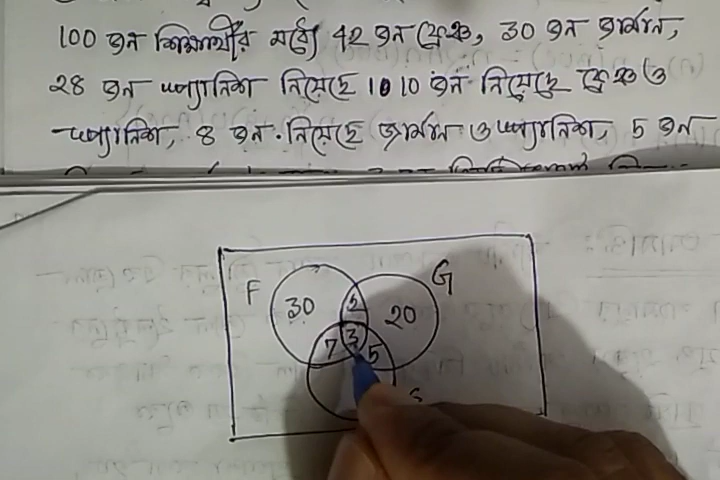 100 জন শিক্ষার্থীর মধ্যে 42 জন ফ্রেঞ্চ, 30 জন জার্মান,
28 জন স্প্যানিশ নিয়েছে। 10 জন নিয়েছে ফ্রেঞ্চ ও
স্প্যানিশ, 8 জন নিয়েছে জার্মান ও স্প্যানিশ, 5 জন
F G
30 2 20
7 3 5
S